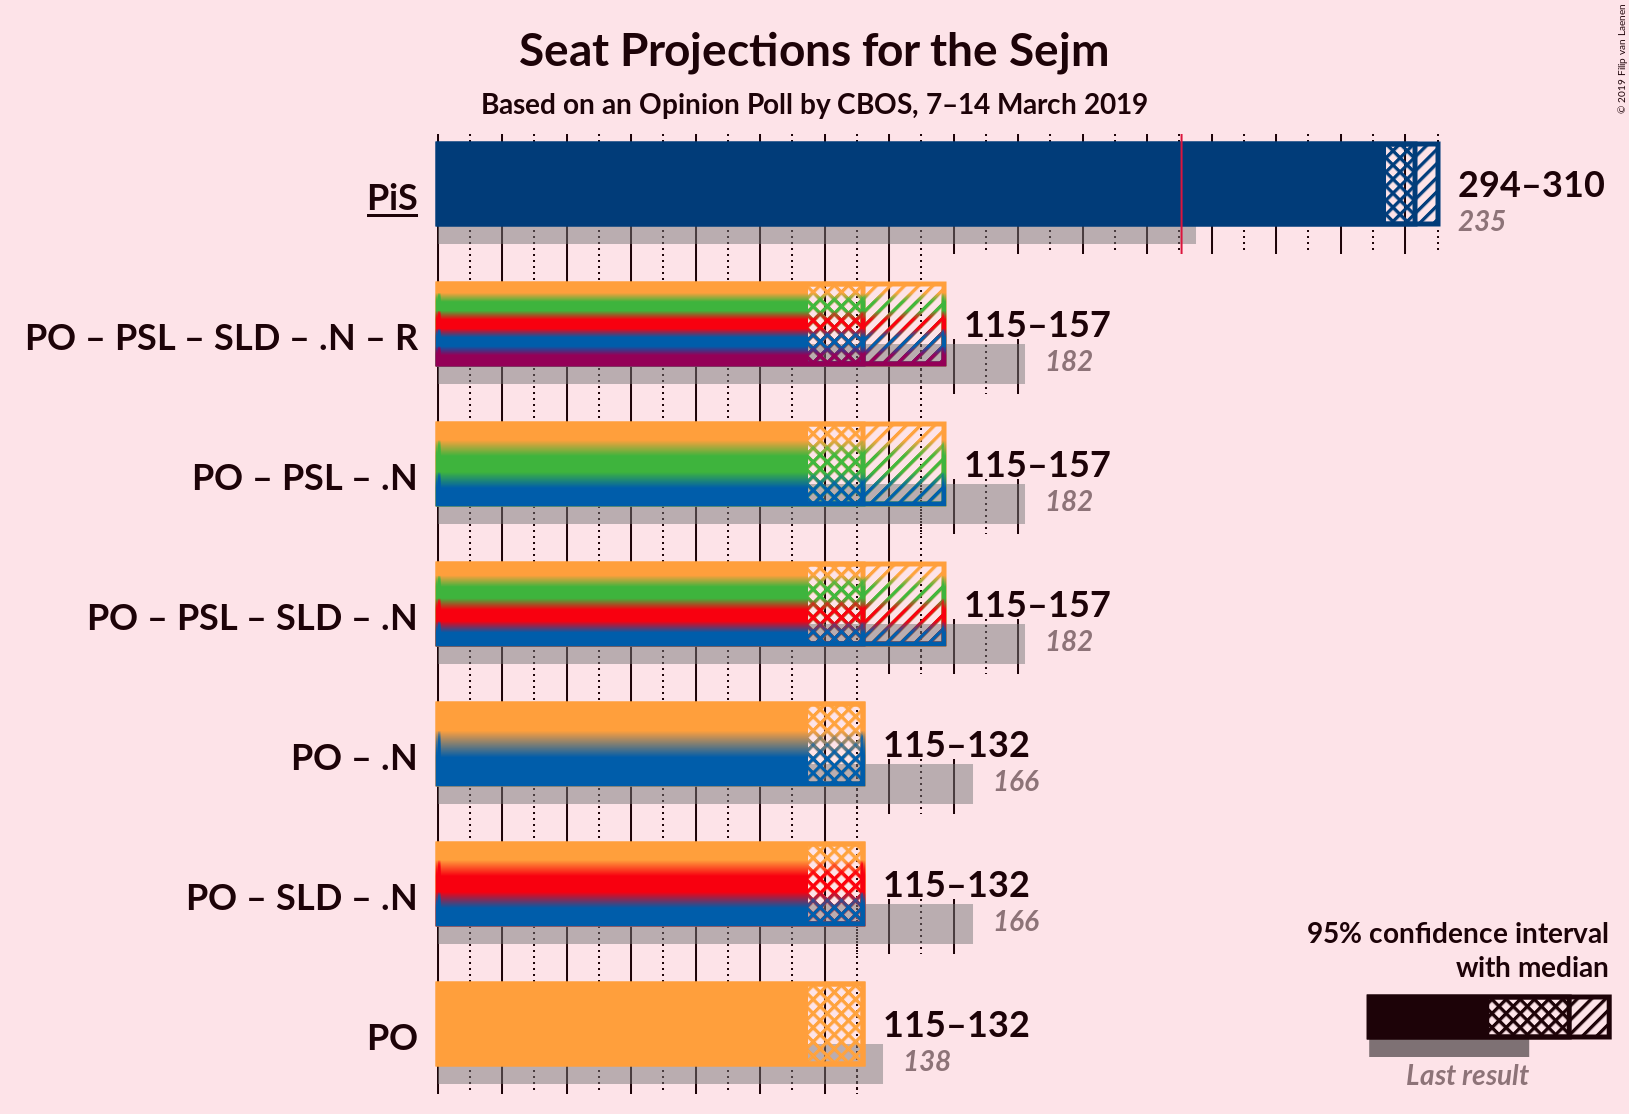 Seat Projections for the Sejm
Based on an Opinion Poll by CBOS, 7–14 March 2019
© 2019 Filip van Laenen
PiS
294–310
235
PO – PSL – SLD – .N – R
115–157
182
PO – PSL – .N
115–157
182
PO – PSL – SLD – .N
115–157
182
PO – .N
115–132
166
PO – SLD – .N
115–132
166
PO
115–132
138
95% confidence interval
with median
Last result